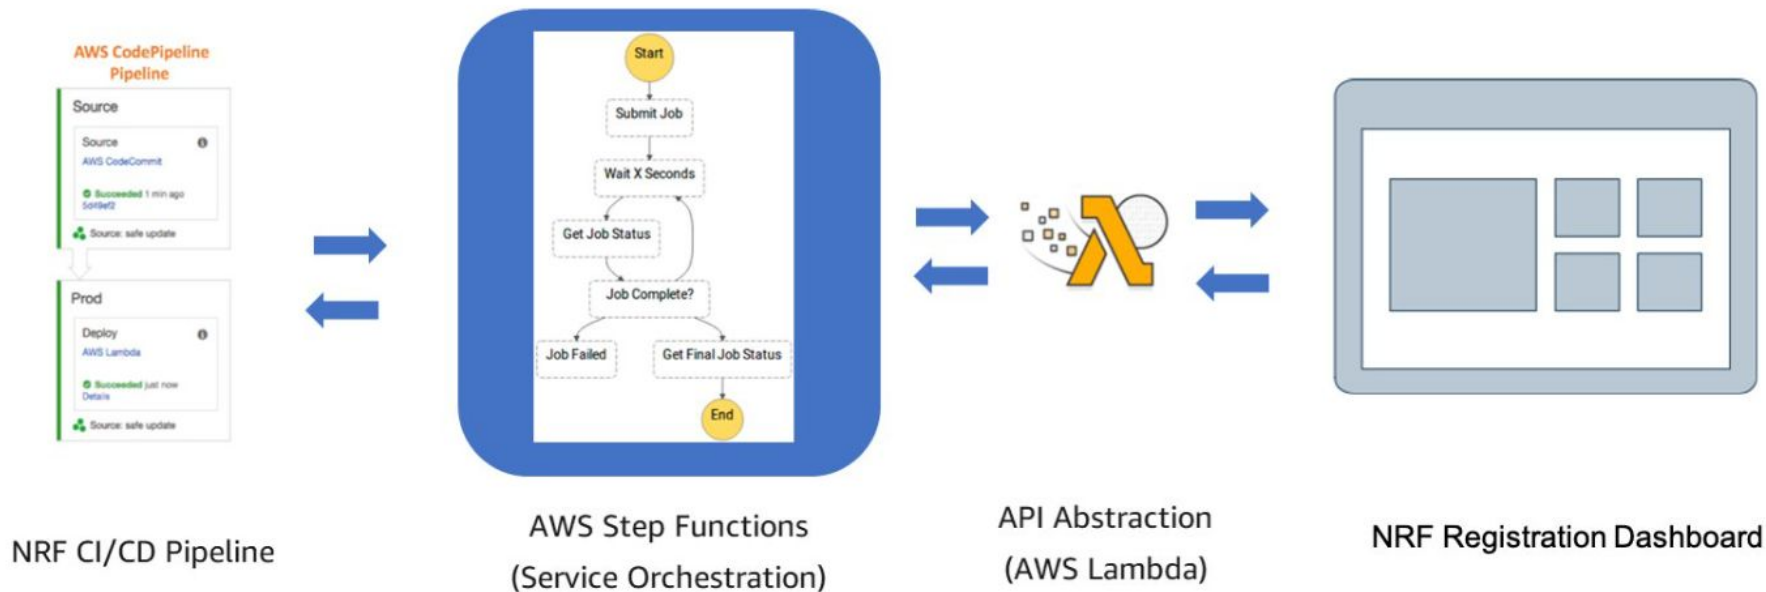 AWS CodePipeline
Pipeline
Source
Source
AWS CodeCommit
Succeeded 1 min ago
Source: safe update
Prod
Deploy
AWS Lambda
Succeeded just now
Details
Source: safe update
NRF CI/CD Pipeline
Start
Submit Job
Wait X Seconds
Get Job Status
Job Complete?
Job Failed
Get Final Job Status
End
AWS Step Functions
(Service Orchestration)
API Abstraction
(AWS Lambda)
NRF Registration Dashboard